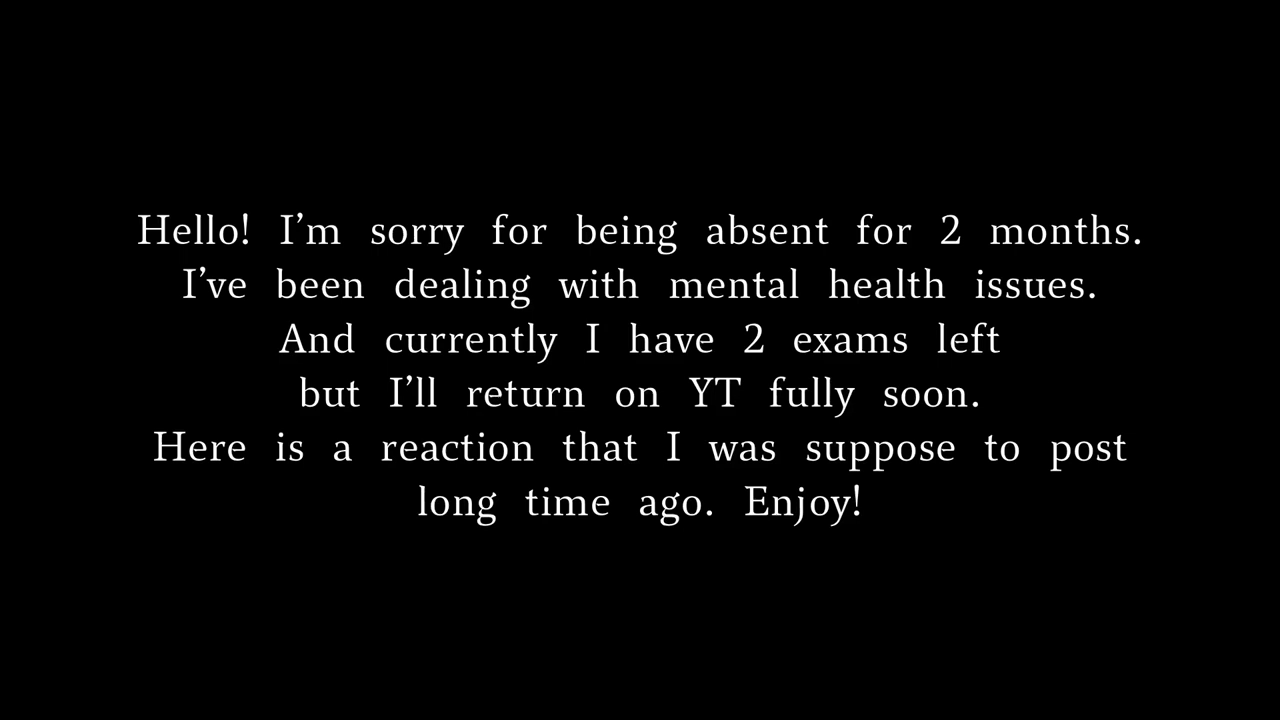 Hello! I’m sorry for being absent for 2 months.
I’ve been dealing with mental health issues.
And currently I have 2 exams left
but I’ll return on YT fully soon.
Here is a reaction that I was suppose to post
long time ago. Enjoy!